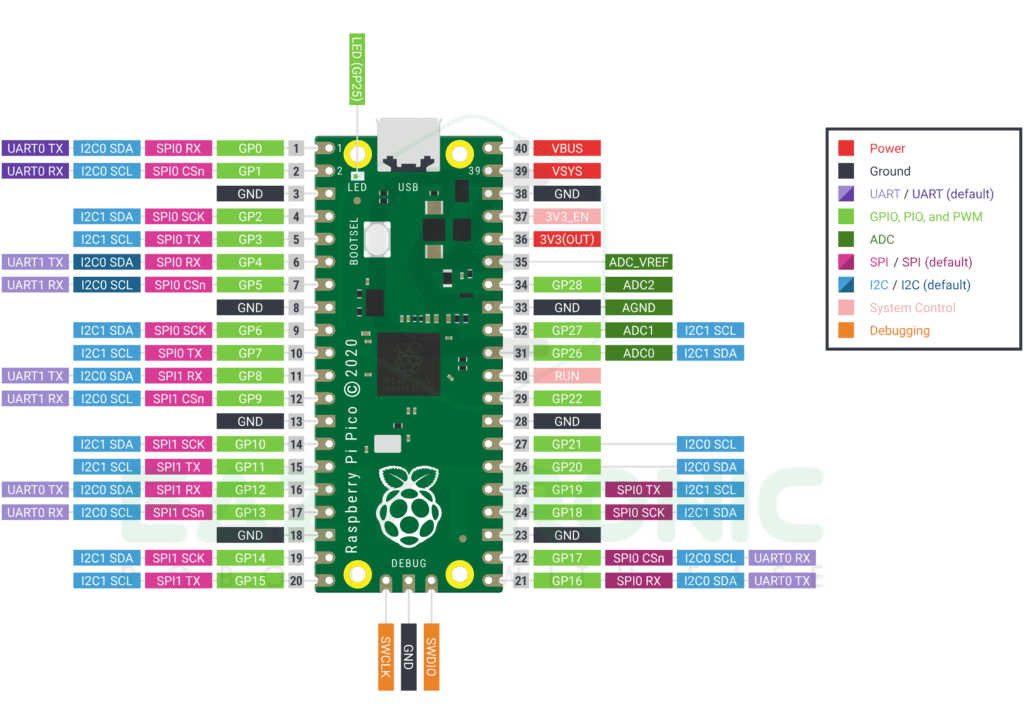 LED (GP25)
UART0 TX I2C0 SDA SPI0 RX GP0 1 1 40 VBUS
UART0 RX I2C0 SCL SPI0 CSn GP1 2 2 39 39 VSYS
GND 3 LED USB 38 GND
I2C1 SDA SPI0 SCK GP2 4 37 3V3_EN
I2C1 SCL SPI0 TX GP3 5 BOOTSEL 36 3V3(OUT)
UART1 TX I2C0 SDA SPI0 RX GP4 6 35 ADC_VREF
UART1 RX I2C0 SCL SPI0 CSn GP5 7 34 GP28 ADC2
GND 8 33 GND AGND
I2C1 SDA SPI0 SCK GP6 9 32 GP27 ADC1 I2C1 SCL
I2C1 SCL SPI0 TX GP7 10 31 GP26 ADC0 I2C1 SDA
UART1 TX I2C0 SDA SPI1 RX GP8 11 30 RUN
UART1 RX I2C0 SCL SPI1 CSn GP9 12 29 GP22
GND 13 28 GND
I2C1 SDA SPI1 SCK GP10 14 27 GP21 I2C0 SCL
I2C1 SCL SPI1 TX GP11 15 26 GP20 I2C0 SDA
UART0 TX I2C0 SDA SPI1 RX GP12 16 25 GP19 SPI0 TX I2C1 SCL
UART0 RX I2C0 SCL SPI1 CSn GP13 17 24 GP18 SPI0 SCK I2C1 SDA
GND 18 23 GND
I2C1 SDA SPI1 SCK GP14 19 22 GP17 SPI0 CSn I2C0 SCL UART0 RX
I2C1 SCL SPI1 TX GP15 20 21 GP16 SPI0 RX I2C0 SDA UART0 TX
Raspberry Pi Pico © 2020
DEBUG
SWCLK
GND
SWDIO
Power
Ground
UART / UART (default)
GPIO, PIO, and PWM
ADC
SPI / SPI (default)
I2C / I2C (default)
System Control
Debugging